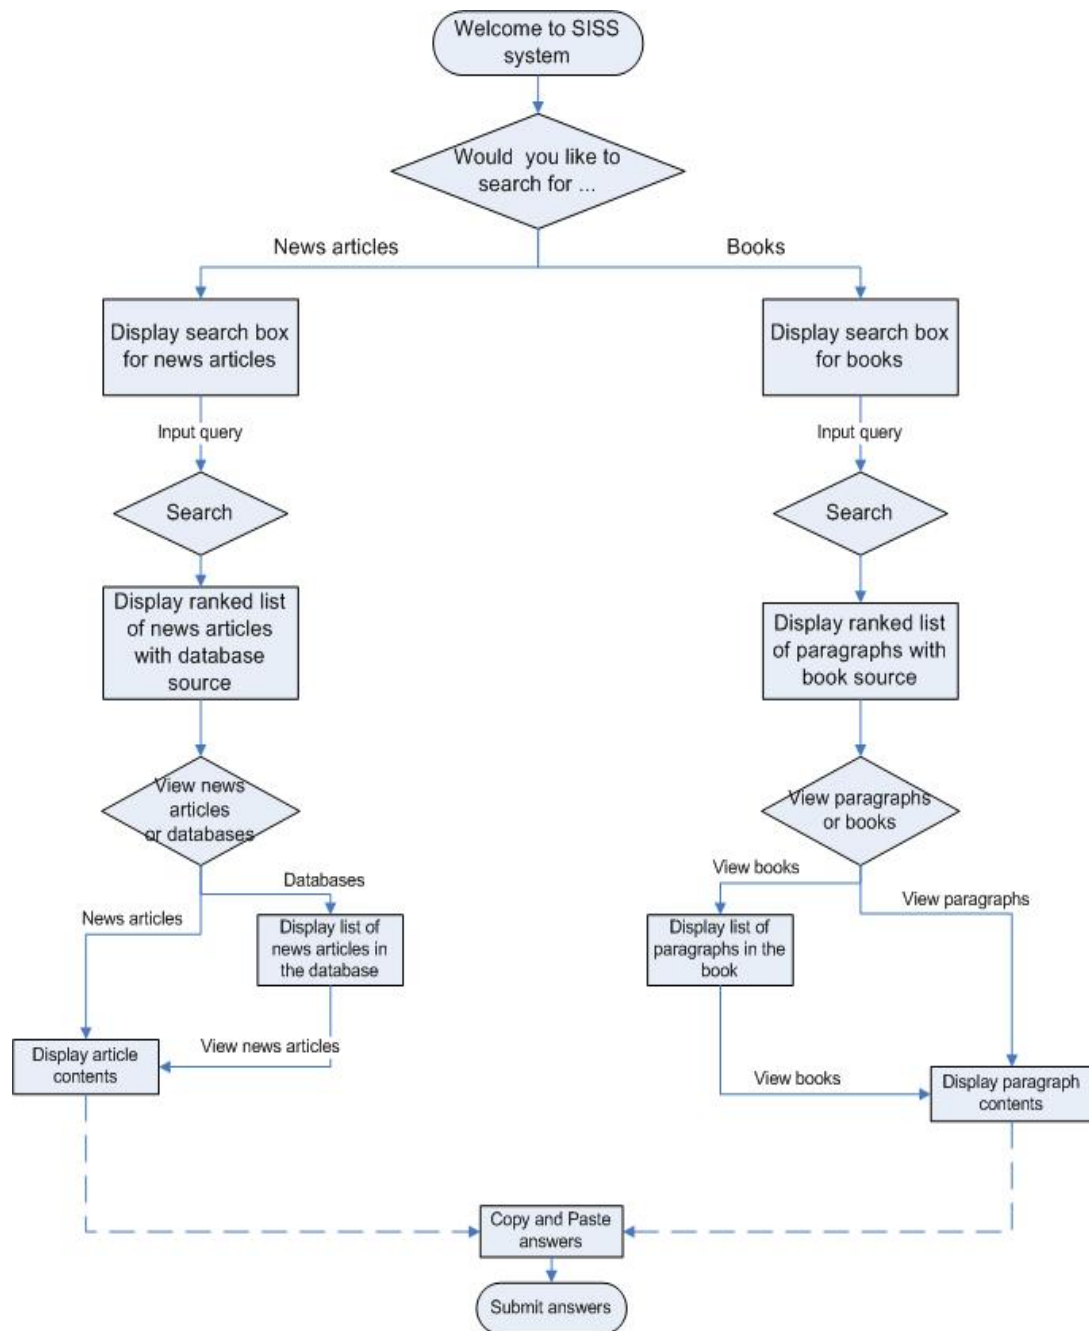 Welcome to SISS
system
Would you like to
search for ...
News articles
Books
Display search box
for news articles
Display search box
for books
Input query
Input query
Search
Search
Display ranked list
of news articles
with database
source
Display ranked list
of paragraphs with
book source
View news
articles
or databases
View paragraphs
or books
Databases
View books
News articles
View paragraphs
Display list of
news articles in
the database
Display list of
paragraphs in the
book
View news articles
Display article
contents
View books
Display paragraph
contents
Copy and Paste
answers
Submit answers